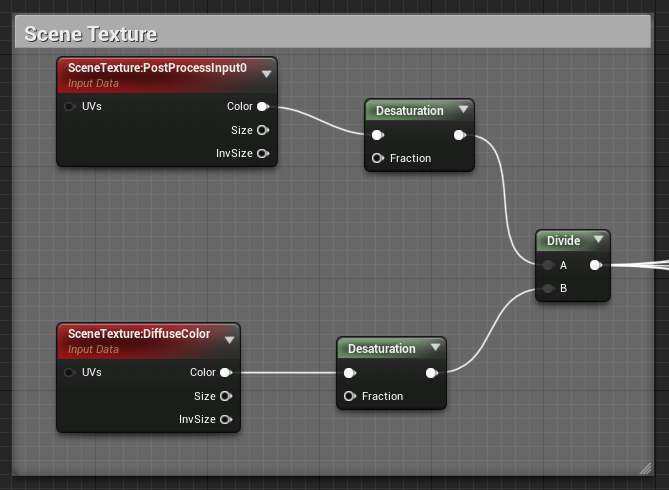 Scene Texture
SceneTexture:PostProcessInput0
Input Data
UVs
Color
Size
InvSize
Desaturation
Fraction
Divide
A
B
SceneTexture:DiffuseColor
Input Data
UVs
Color
Size
InvSize
Desaturation
Fraction